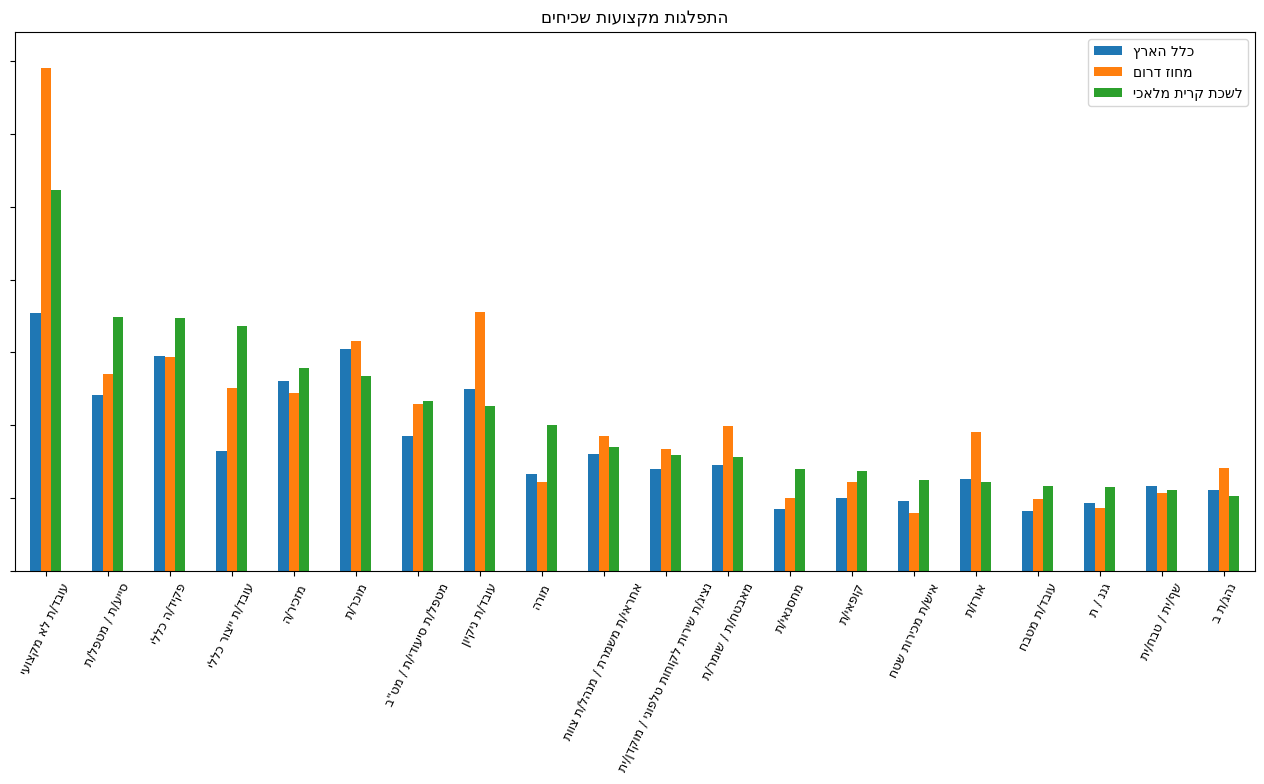 התפלגות מקצועות שכיחים
כלל הארץ
מחוז דרום
לשכת קרית מלאכי
עובד/ת לא מקצועי
סייע/ת / מטפל/ת
פקיד/ה כללי
עובד/ת ייצור כללי
מזכיר/ה
מוכר/ת
מטפל/ת סיעודי/ת / מט"ב
עובד/ת ניקיון
מורה
אחראי/ת משמרת / מנהל/ת צוות
נציג/ת שירות לקוחות טלפוני / מוקדן/ית
מאבטח/ת / שומר/ת
מחסנאי/ת
קופאי/ת
איש/ת מכירות שטח
אורז/ת
עובד/ת מטבח
גנן / ת
שף/ית / טבח/ית
נהג/ת ב